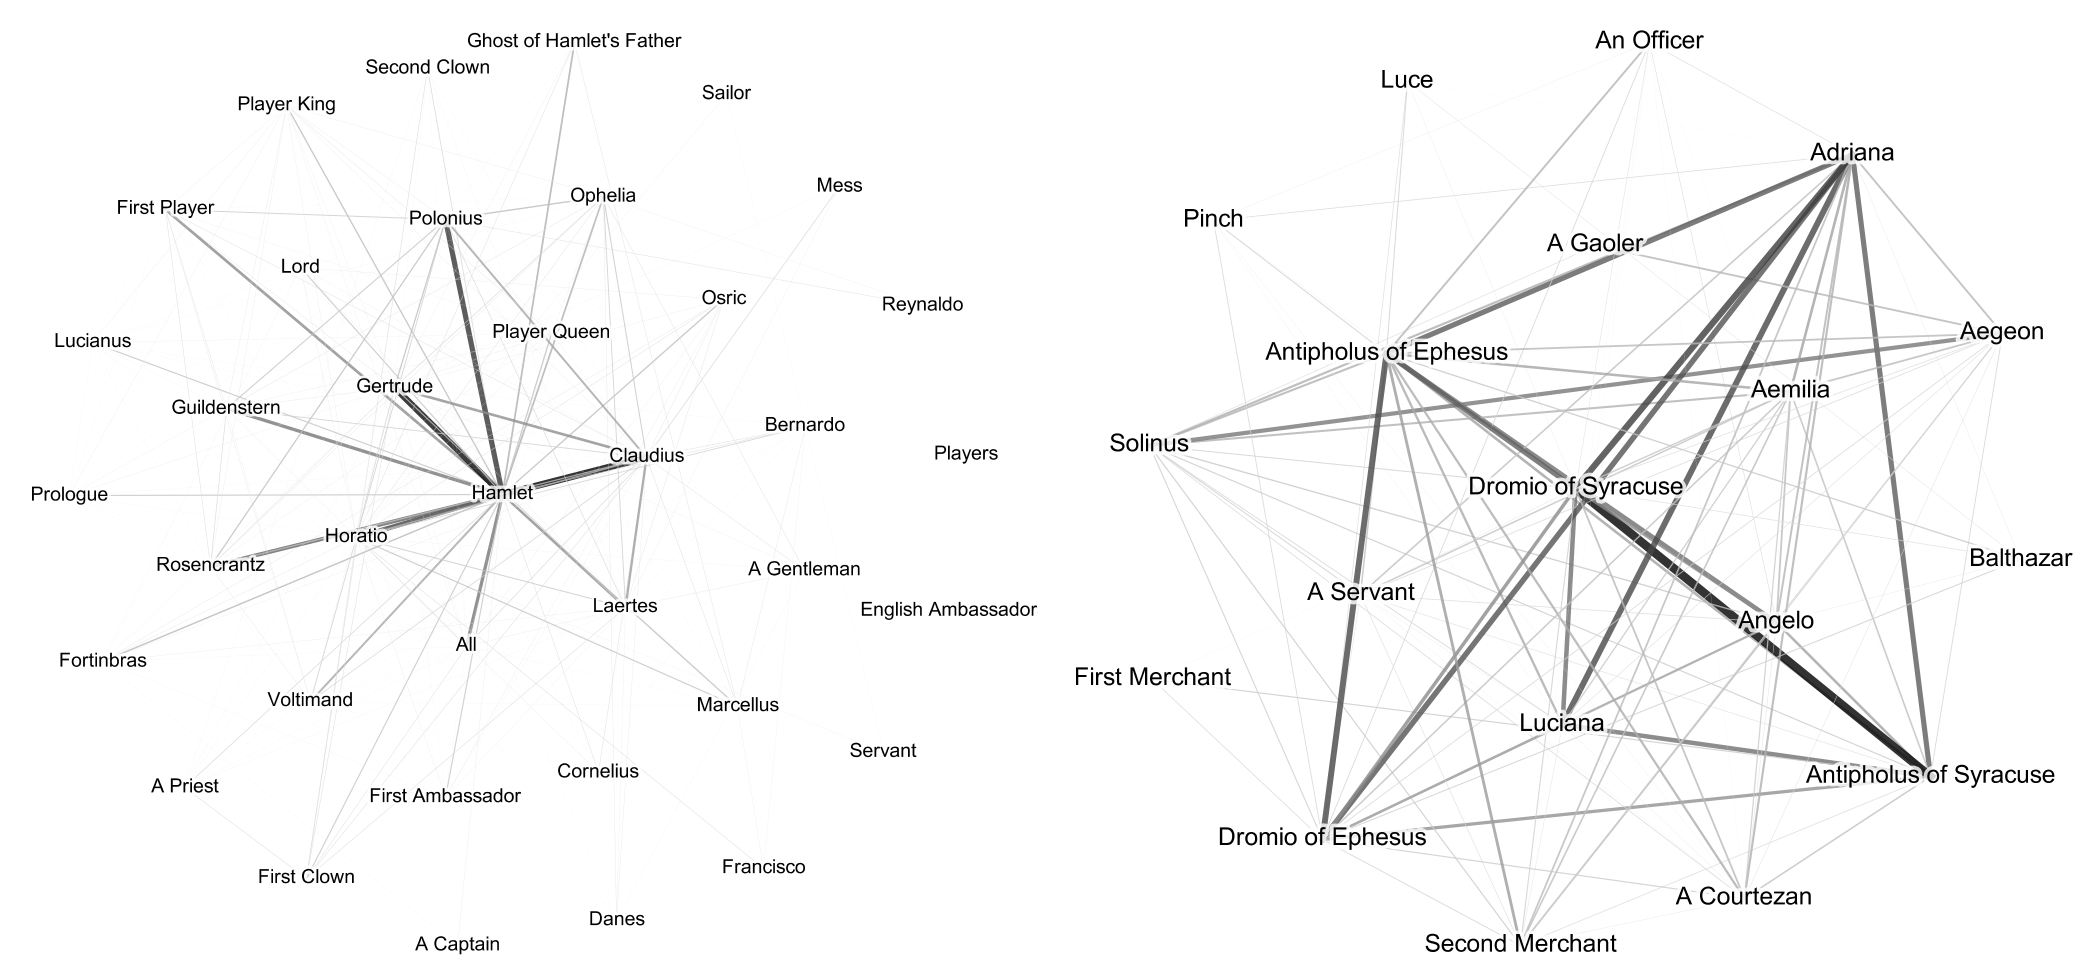 Ghost of Hamlet's Father
Second Clown
Sailor
Player King
Mess
Ophelia
First Player
Polonius
Lord
Osric
Reynaldo
Player Queen
Lucianus
Gertrude
Guildenstern
Bernardo
Claudius
Players
Hamlet
Prologue
Horatio
Rosencrantz
A Gentleman
Laertes
English Ambassador
All
Fortinbras
Voltimand
Marcellus
Servant
Cornelius
A Priest
First Ambassador
Francisco
First Clown
Danes
A Captain
An Officer
Luce
Adriana
Pinch
A Gaoler
Aegeon
Antipholus of Ephesus
Aemilia
Solinus
Dromio of Syracuse
Balthazar
A Servant
Angelo
First Merchant
Luciana
Antipholus of Syracuse
Dromio of Ephesus
A Courtezan
Second Merchant